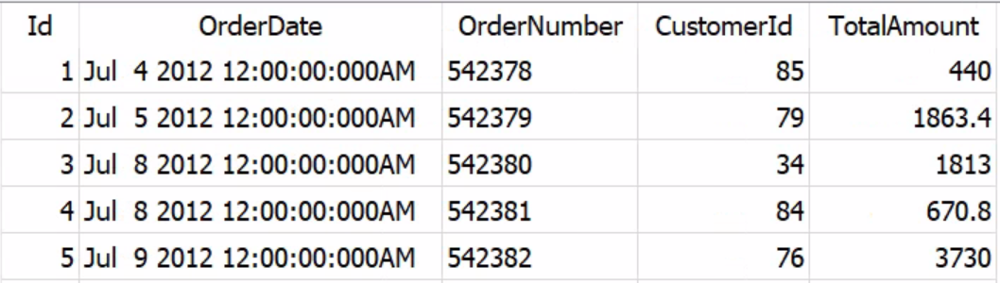 Id OrderDate OrderNumber CustomerId TotalAmount
1 Jul  4 2012 12:00:00:000AM 542378 85 440
2 Jul  5 2012 12:00:00:000AM 542379 79 1863.4
3 Jul  8 2012 12:00:00:000AM 542380 34 1813
4 Jul  8 2012 12:00:00:000AM 542381 84 670.8
5 Jul  9 2012 12:00:00:000AM 542382 76 3730